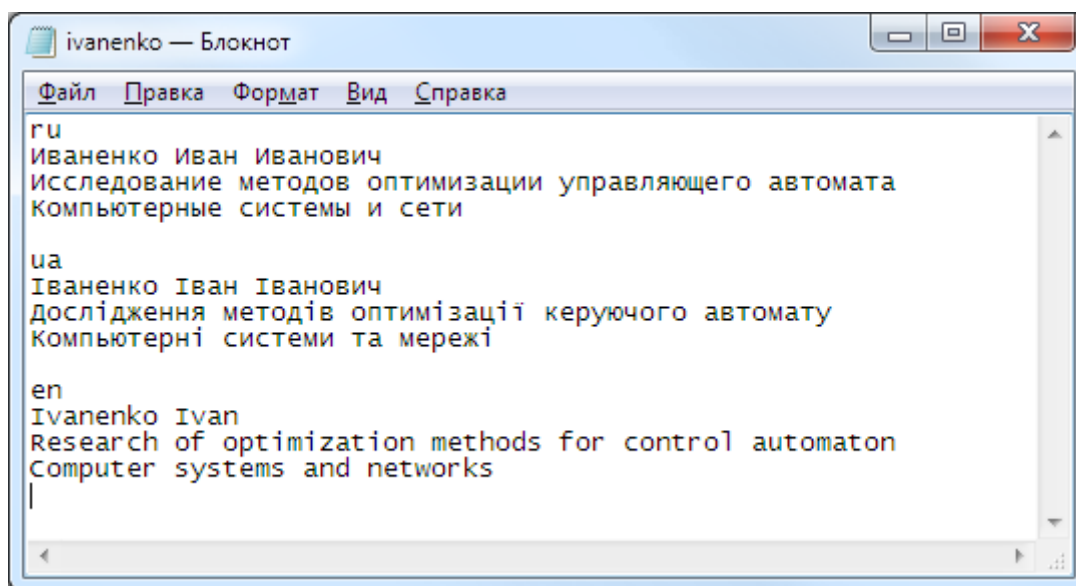 ivanenko — Блокнот
Файл Правка Формат Вид Справка
ru
Иваненко Иван Иванович
Исследование методов оптимизации управляющего автомата
Компьютерные системы и сети
ua
Іваненко Іван Іванович
Дослідження методів оптимізації керуючого автомату
Компьютерні системи та мережі
en
Ivanenko Ivan
Research of optimization methods for control automaton
Computer systems and networks